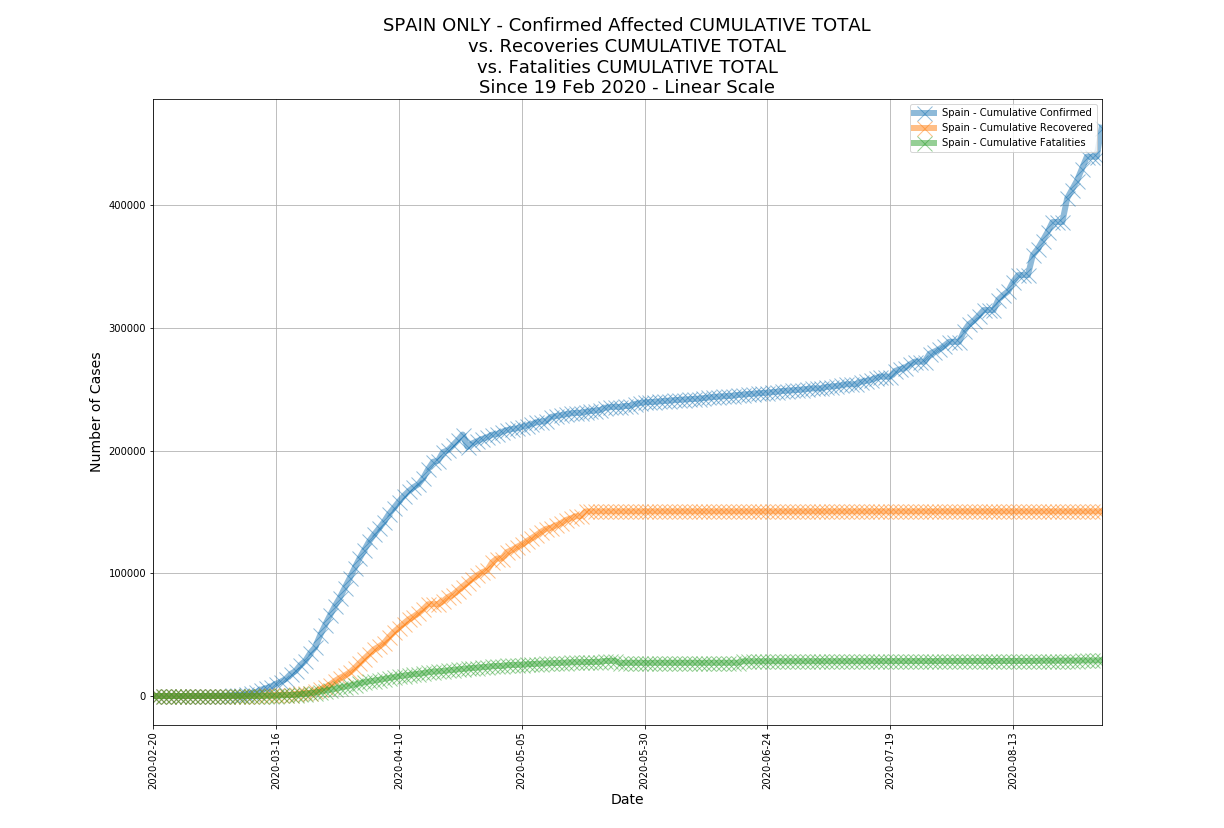 SPAIN ONLY - Confirmed Affected CUMULATIVE TOTAL
vs. Recoveries CUMULATIVE TOTAL
vs. Fatalities CUMULATIVE TOTAL
Since 19 Feb 2020 - Linear Scale
Spain - Cumulative Confirmed
Spain - Cumulative Recovered
Spain - Cumulative Fatalities
Number of Cases
400000
300000
200000
100000
0
2020-02-20
2020-03-16
2020-04-10
2020-05-05
2020-05-30
2020-06-24
2020-07-19
2020-08-13
Date